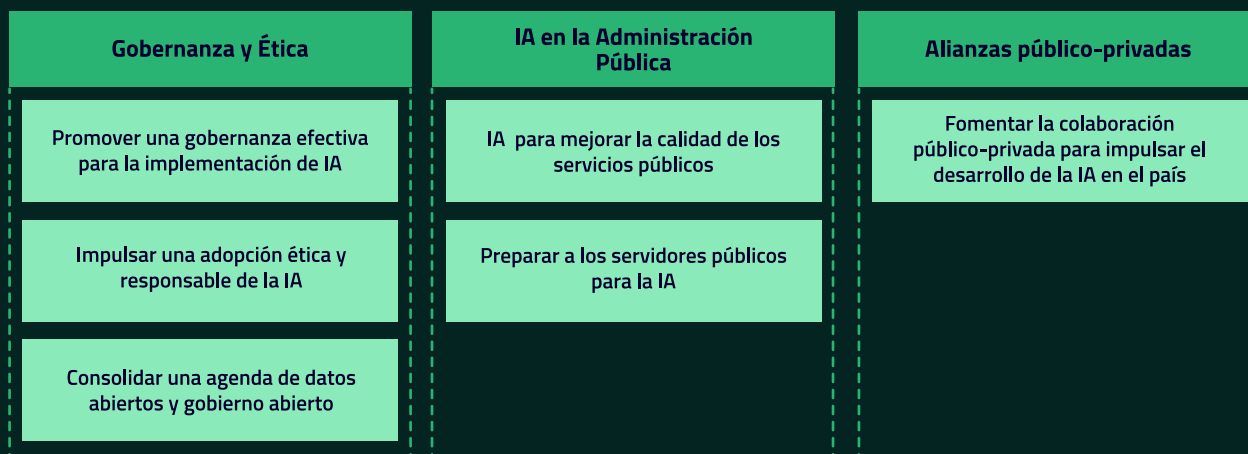 Gobernanza y Ética
Promover una gobernanza efectiva
para la implementación de IA
Impulsar una adopción ética y
responsable de la IA
Consolidar una agenda de datos
abiertos y gobierno abierto
IA en la Administración
Pública
IA para mejorar la calidad de los
servicios públicos
Preparar a los servidores públicos
para la IA
Alianzas público-privadas
Fomentar la colaboración
público-privada para impulsar el
desarrollo de la IA en el país